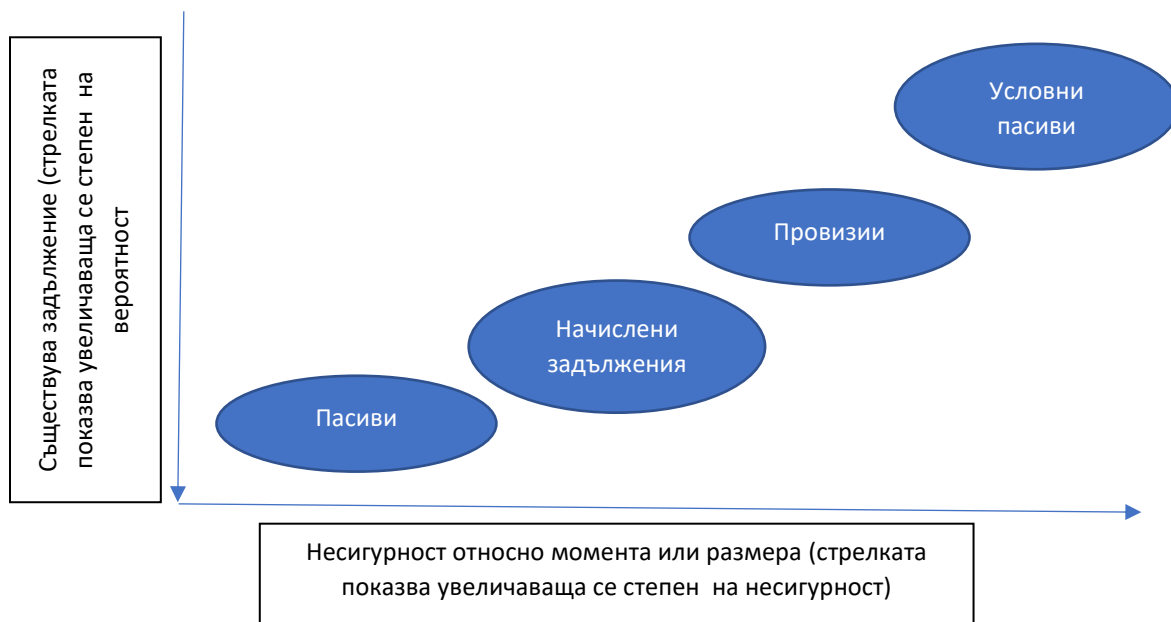 Съществува задължение (стрелката
показва увеличаваща се степен  на
вероятност
Условни
пасиви
Провизии
Начислени
задължения
Пасиви
Несигурност относно момента или размера (стрелката
показва увеличаваща се степен  на несигурност)